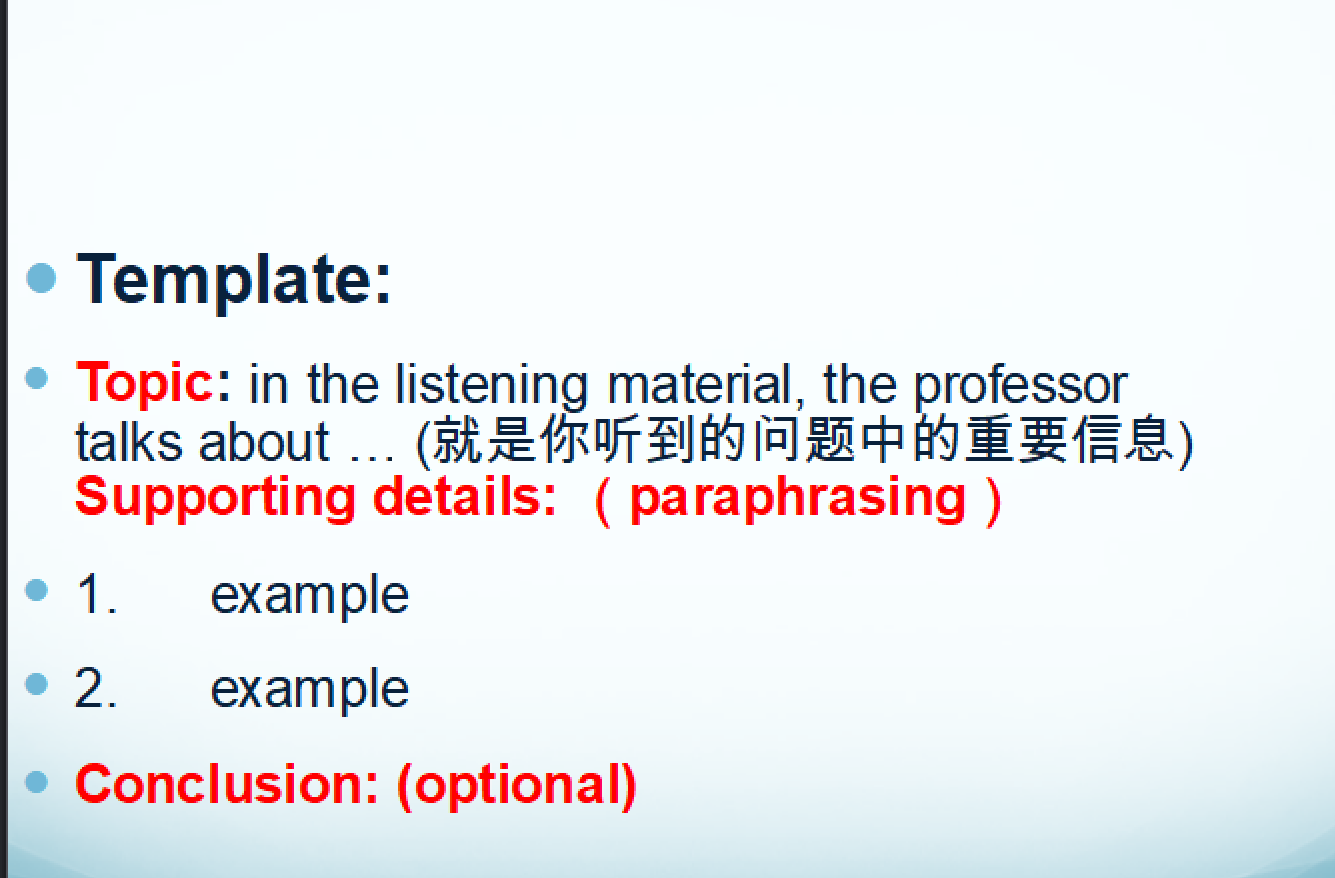 Template:
Topic: in the listening material, the professor
talks about … (就是你听到的问题中的重要信息)
Supporting details: （ paraphrasing ）
1. example
2. example
Conclusion: (optional)